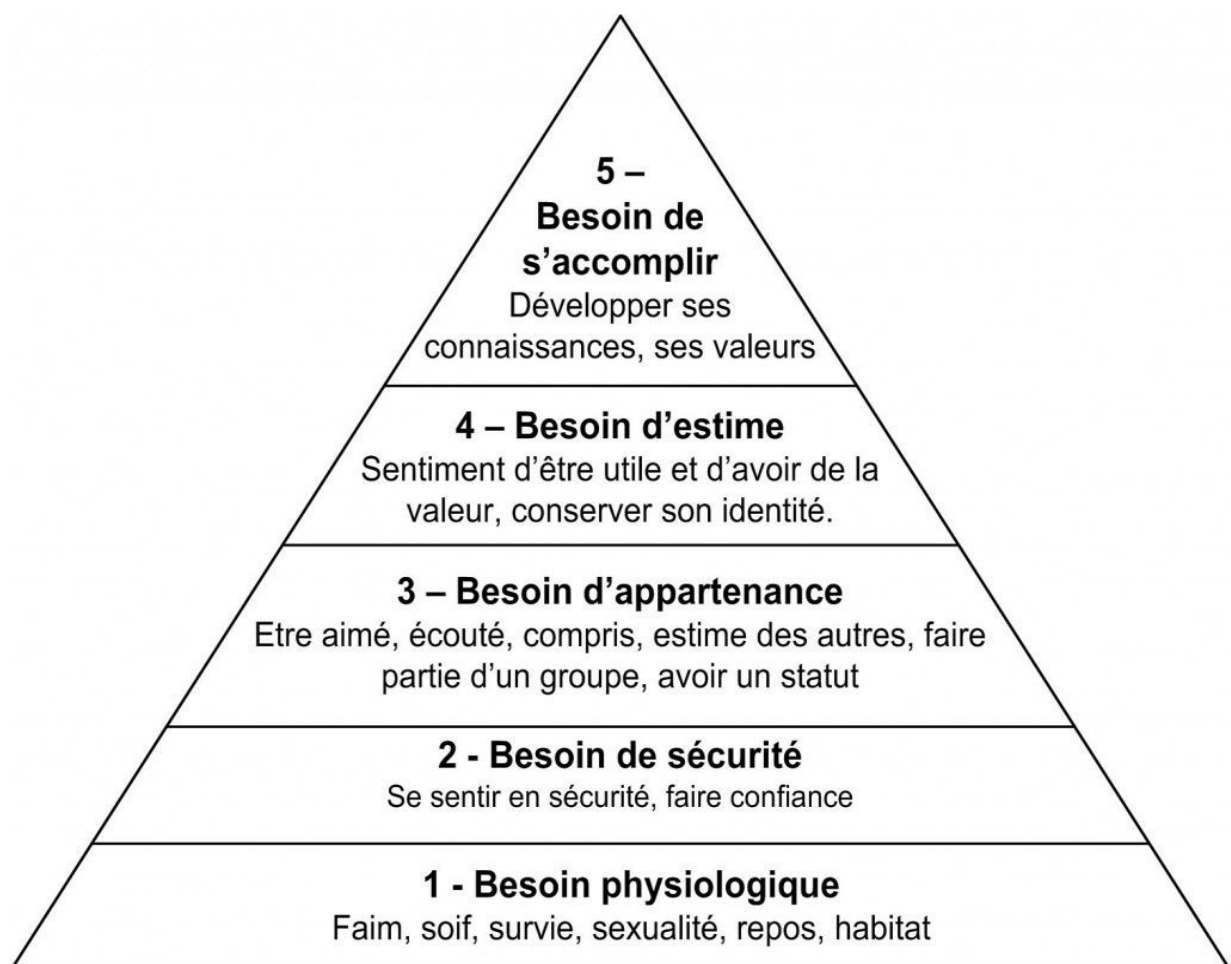 5 –
Besoin de
s’accomplir
Développer ses
connaissances, ses valeurs
4 – Besoin d’estime
Sentiment d’être utile et d’avoir de la
valeur, conserver son identité.
3 – Besoin d’appartenance
Etre aimé, écouté, compris, estime des autres, faire
partie d’un groupe, avoir un statut
2 - Besoin de sécurité
Se sentir en sécurité, faire confiance
1 - Besoin physiologique
Faim, soif, survie, sexualité, repos, habitat